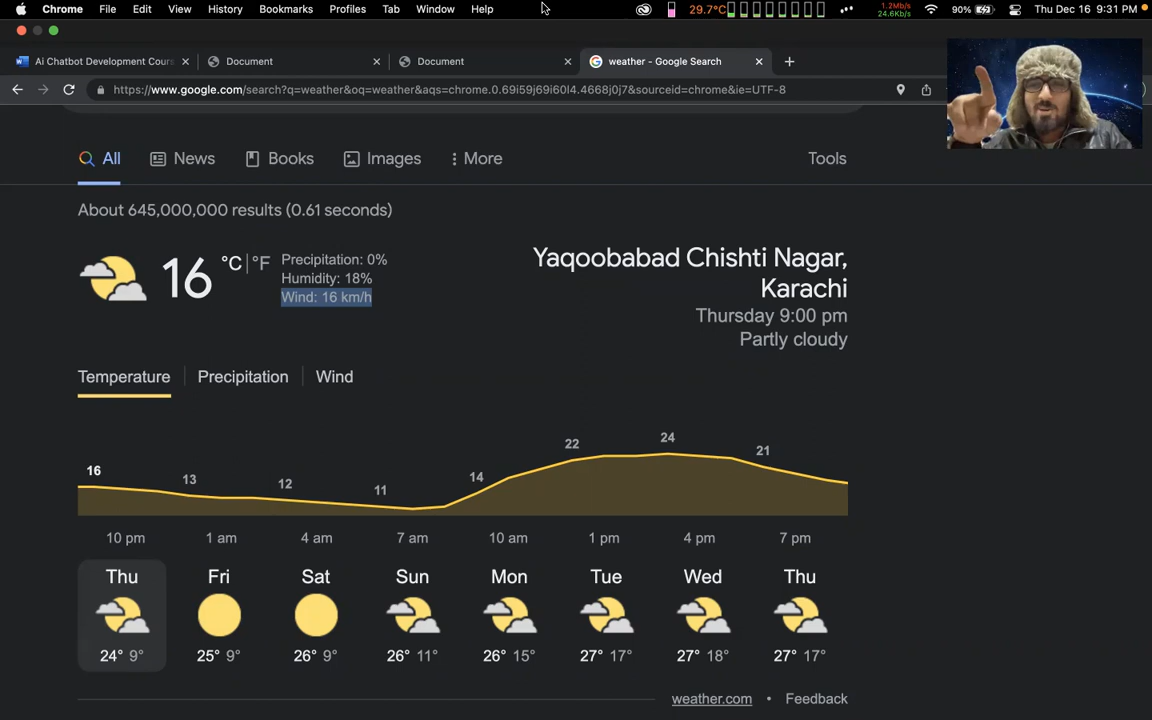 Chrome File Edit View History Bookmarks Profiles Tab Window Help 29.7°C 1.2Mb/s 24.6Kb/s 90% Thu Dec 16 9:31 PM
Ai Chatbot Development Cour Document Document weather - Google Search
https://www.google.com/search?q=weather&oq=weather&aqs=chrome.0.69i59j69i60l4.4668j0j7&sourceid=chrome&ie=UTF-8
All News Books Images More Tools
About 645,000,000 results (0.61 seconds)
16 °C | °F
Precipitation: 0%
Humidity: 18%
Wind: 16 km/h
Yaqoobabad Chishti Nagar,
Karachi
Thursday 9:00 pm
Partly cloudy
Temperature Precipitation Wind
16 13 12 11 14 22 24 21
10 pm 1 am 4 am 7 am 10 am 1 pm 4 pm 7 pm
Thu Fri Sat Sun Mon Tue Wed Thu
24° 9° 25° 9° 26° 9° 26° 11° 26° 15° 27° 17° 27° 18° 27° 17°
weather.com • Feedback